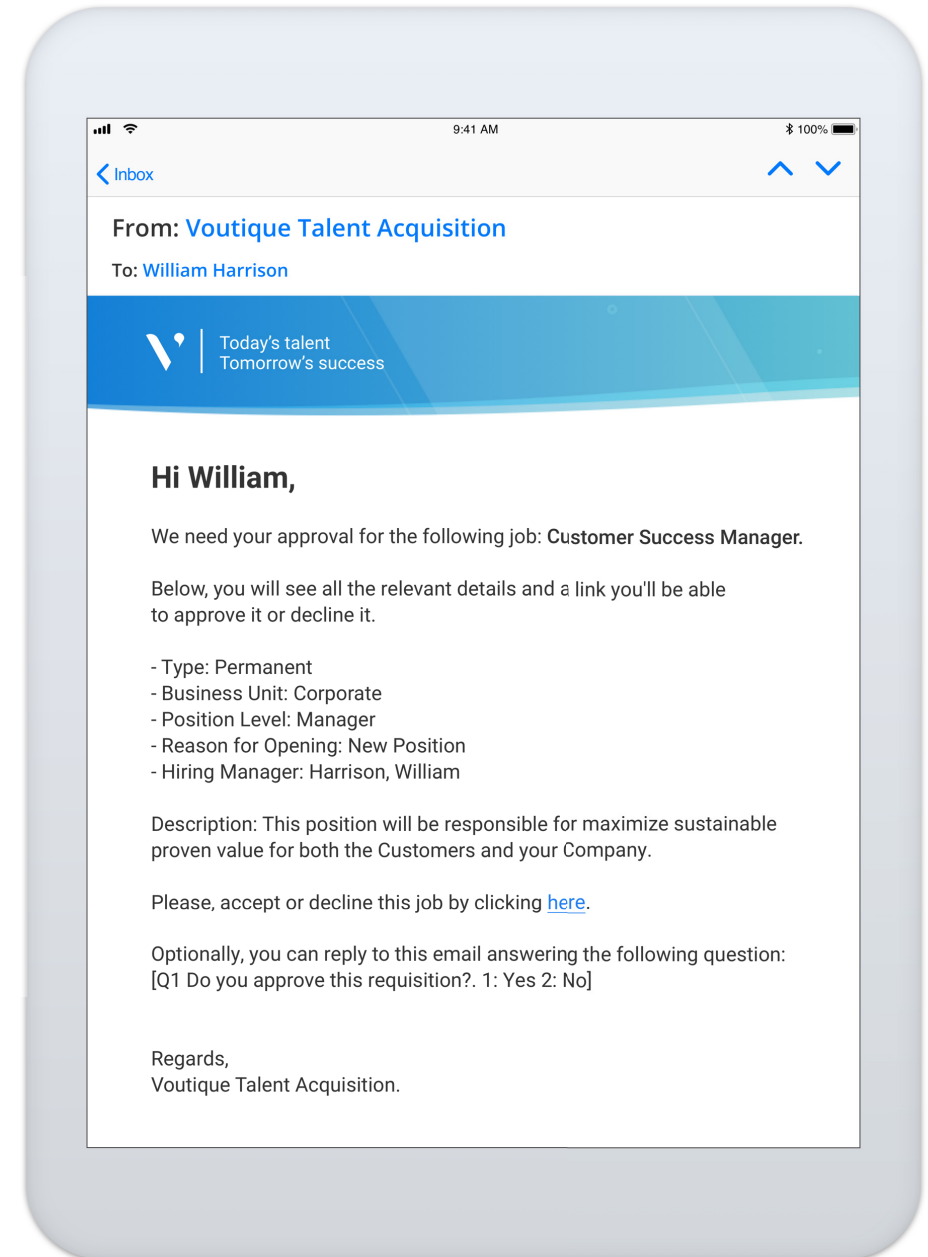 9:41 AM
100%
Inbox
From: Voutique Talent Acquisition
To: William Harrison
Today's talent
Tomorrow's success
Hi William,
We need your approval for the following job: Customer Success Manager.
Below, you will see all the relevant details and a link you'll be able
to approve it or decline it.
- Type: Permanent
- Business Unit: Corporate
- Position Level: Manager
- Reason for Opening: New Position
- Hiring Manager: Harrison, William
Description: This position will be responsible for maximize sustainable
proven value for both the Customers and your Company.
Please, accept or decline this job by clicking here.
Optionally, you can reply to this email answering the following question:
[Q1 Do you approve this requisition?. 1: Yes 2: No]
Regards,
Voutique Talent Acquisition.